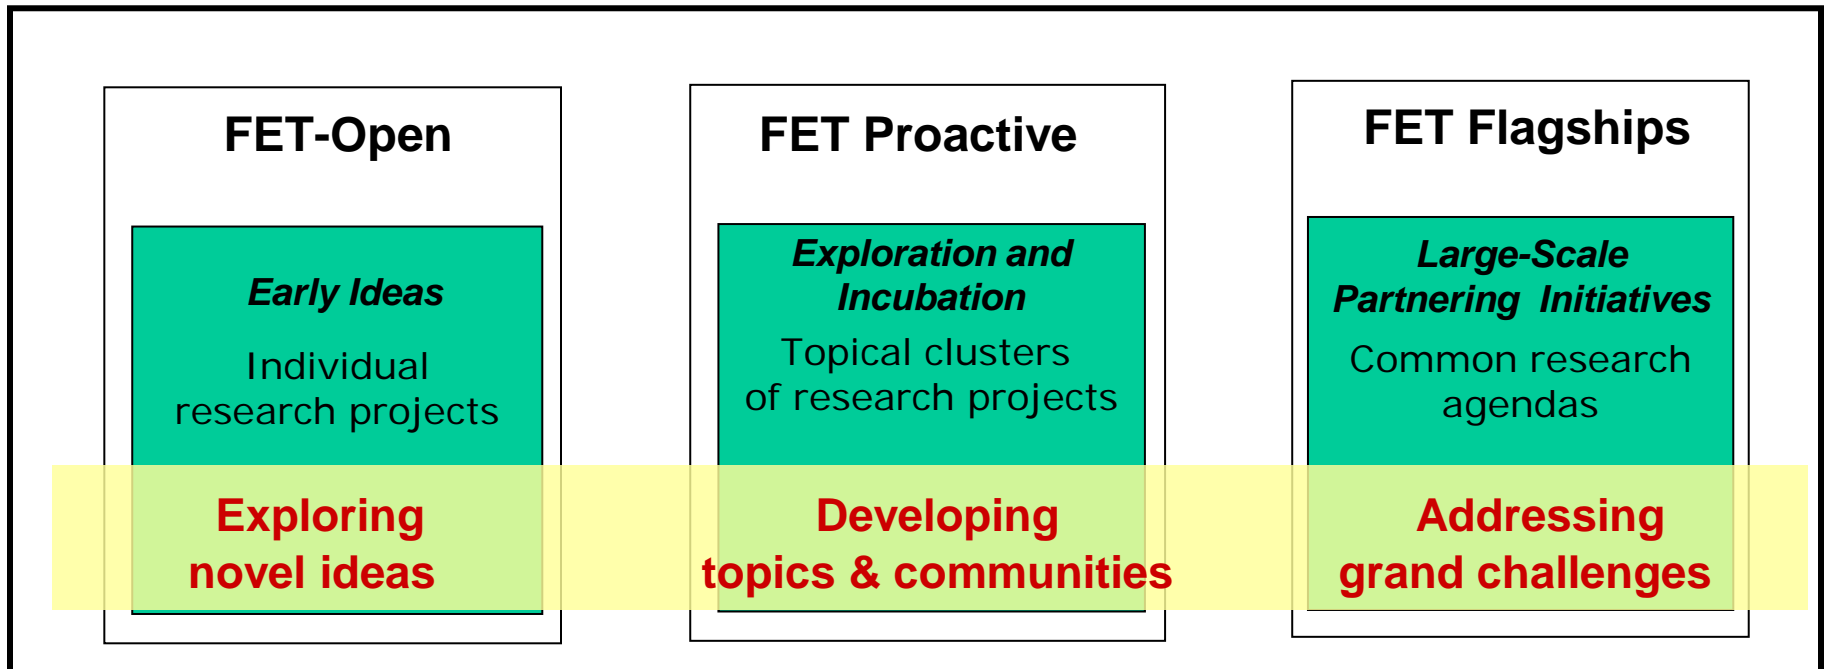 FET-Open
Early Ideas
Individual
research projects
Exploring
novel ideas
FET Proactive
Exploration and
Incubation
Topical clusters
of research projects
Developing
topics & communities
FET Flagships
Large-Scale
Partnering Initiatives
Common research
agendas
Addressing
grand challenges